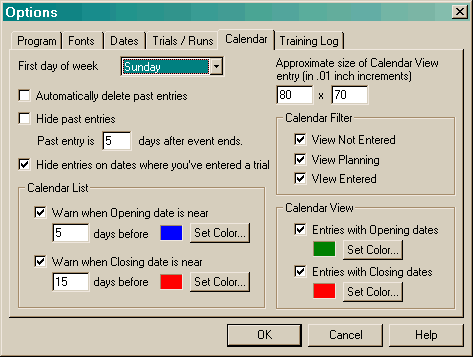 Options
Program Fonts Dates Trials / Runs Calendar Training Log
First day of week Sunday
Automatically delete past entries
Hide past entries
Past entry is 5 days after event ends.
Hide entries on dates where you've entered a trial
Calendar List
Warn when Opening date is near
5 days before Set Color...
Warn when Closing date is near
15 days before Set Color...
Approximate size of Calendar View
entry (in .01 inch increments)
80 x 70
Calendar Filter
View Not Entered
View Planning
VIew Entered
Calendar View
Entries with Opening dates
Set Color...
Entries with Closing dates
Set Color...
OK Cancel Help